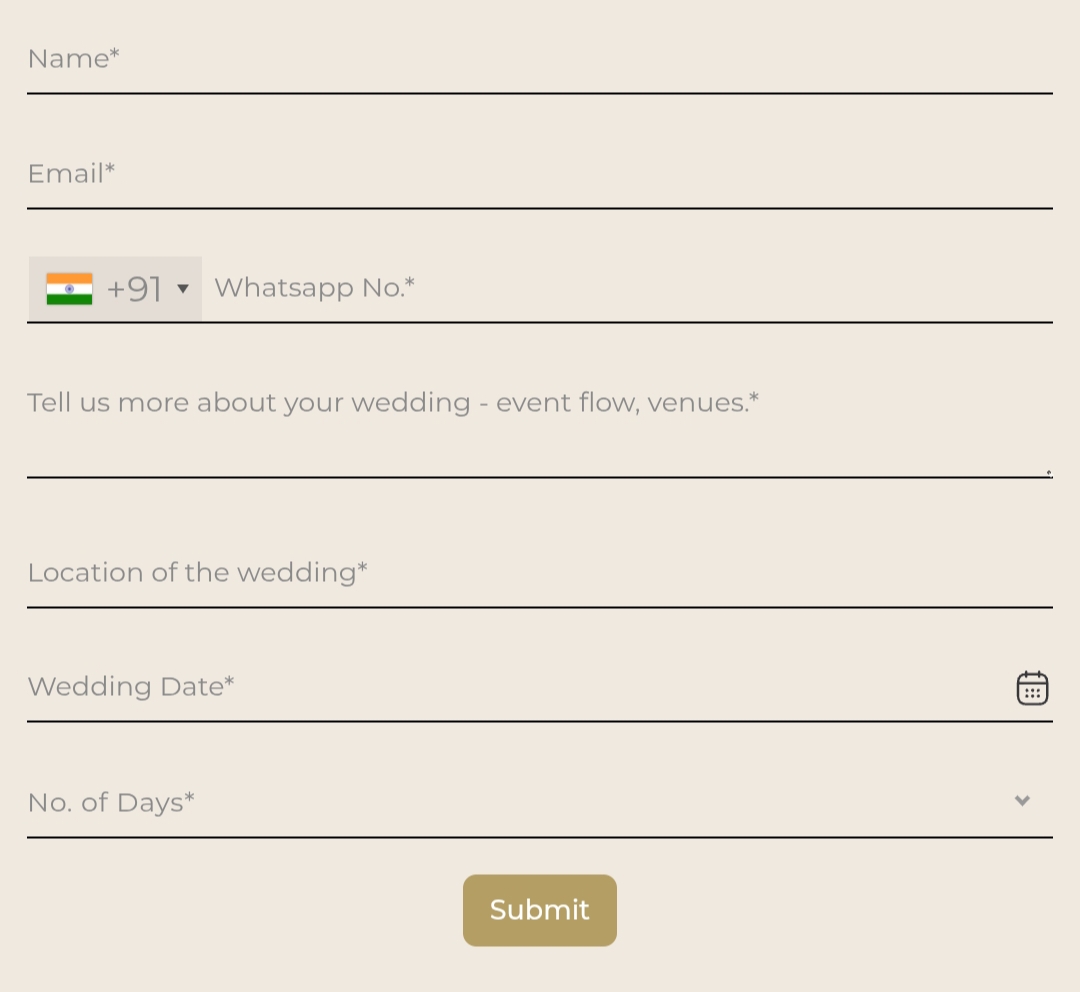 Name*
Email*
+91 Whatsapp No.*
Tell us more about your wedding - event flow, venues.*
Location of the wedding*
Wedding Date*
No. of Days*
Submit